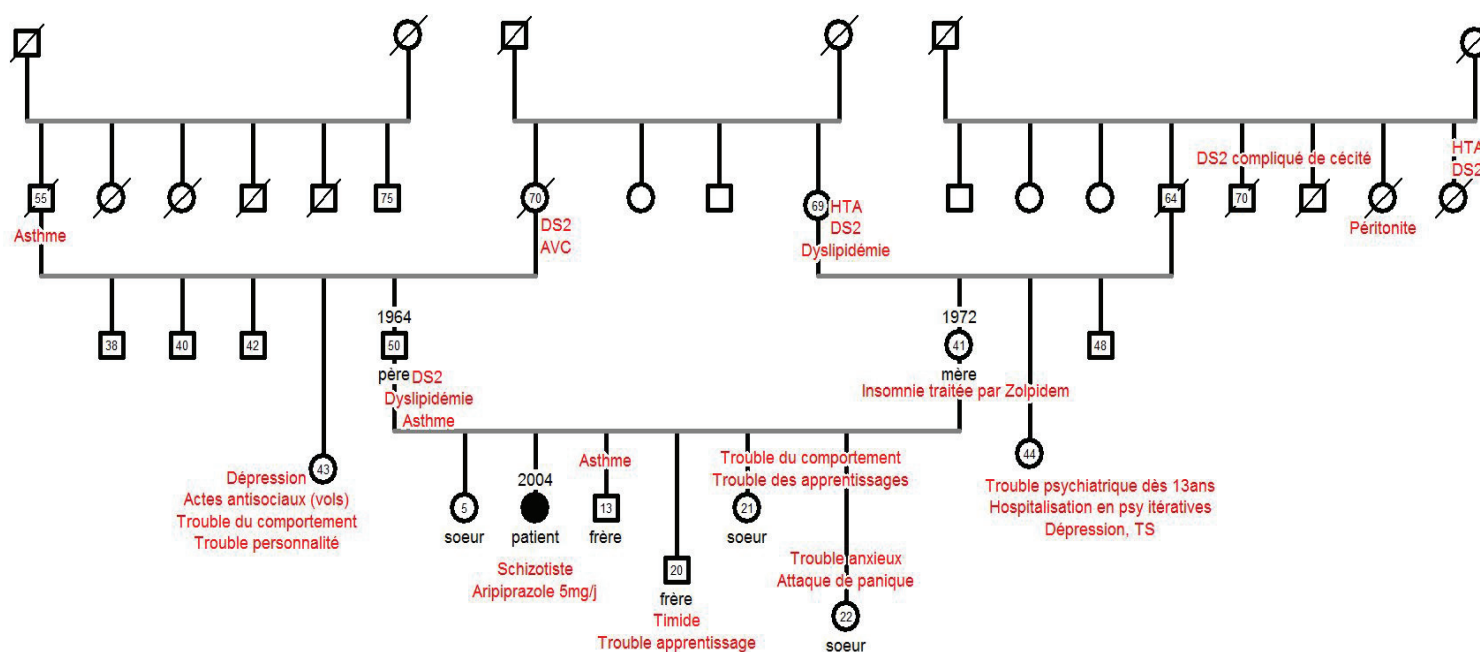 55
75
70
69
64
70
Asthme
DS2
AVC
HTA
DS2
Dyslipidémie
DS2 compliqué de cécité
Péritonite
HTA
DS2
38
40
42
1964
50
père
DS2
Dyslipidémie
Asthme
1972
41
mère
Insomnie traitée par Zolpidem
48
43
Dépression
Actes antisociaux (vols)
Trouble du comportement
Trouble personnalité
5
soeur
2004
patient
Schizotiste
Aripiprazole 5mg/j
Asthme
13
frère
20
frère
Timide
Trouble apprentissage
Trouble du comportement
Trouble des apprentissages
21
soeur
Trouble anxieux
Attaque de panique
22
soeur
44
Trouble psychiatrique dès 13ans
Hospitalisation en psy itératives
Dépression, TS